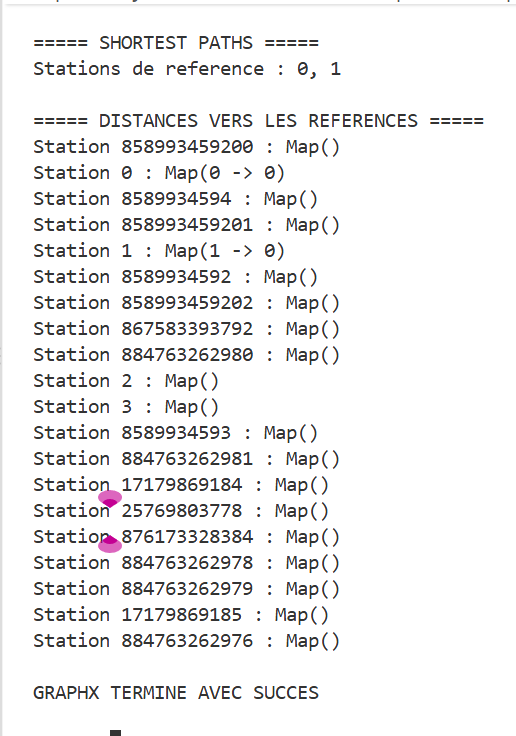 ===== SHORTEST PATHS =====
Stations de reference : 0, 1
===== DISTANCES VERS LES REFERENCES =====
Station 858993459200 : Map()
Station 0 : Map(0 -> 0)
Station 8589934594 : Map()
Station 858993459201 : Map()
Station 1 : Map(1 -> 0)
Station 8589934592 : Map()
Station 858993459202 : Map()
Station 867583393792 : Map()
Station 884763262980 : Map()
Station 2 : Map()
Station 3 : Map()
Station 8589934593 : Map()
Station 884763262981 : Map()
Station 17179869184 : Map()
Station 25769803778 : Map()
Station 876173328384 : Map()
Station 884763262978 : Map()
Station 884763262979 : Map()
Station 17179869185 : Map()
Station 884763262976 : Map()
GRAPHX TERMINE AVEC SUCCES